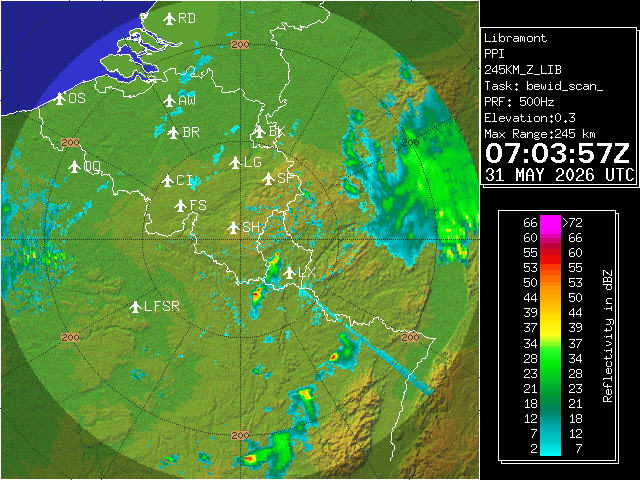 RD
200
OS
AW
BR
BK
200
200
QQ
LG
CI
SP
FS
SH
LX
LFSR
200
200
200
Libramont
PPI
245KM_Z_LIB
Task: bewid_scan_
PRF: 500Hz
Elevation:0.3
Max Range:245 km
07:03:57Z
31 MAY 2026 UTC
66 >72
60 66
55 60
53 55
50 53
44 50
39 44
37 39
34 37
28 34
23 28
21 23
18 21
12 18
7 12
2 7
Reflectivity in dBZ